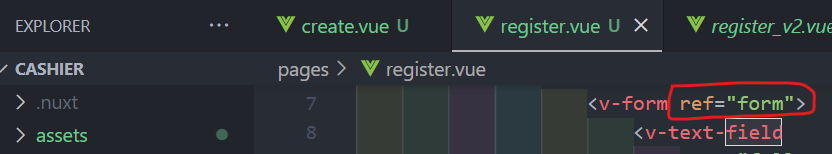 EXPLORER ··· create.vue U register.vue U × register_v2.vue
CASHIER pages > register.vue
.nuxt 7 <v-form ref="form">
assets 8 <v-text-field